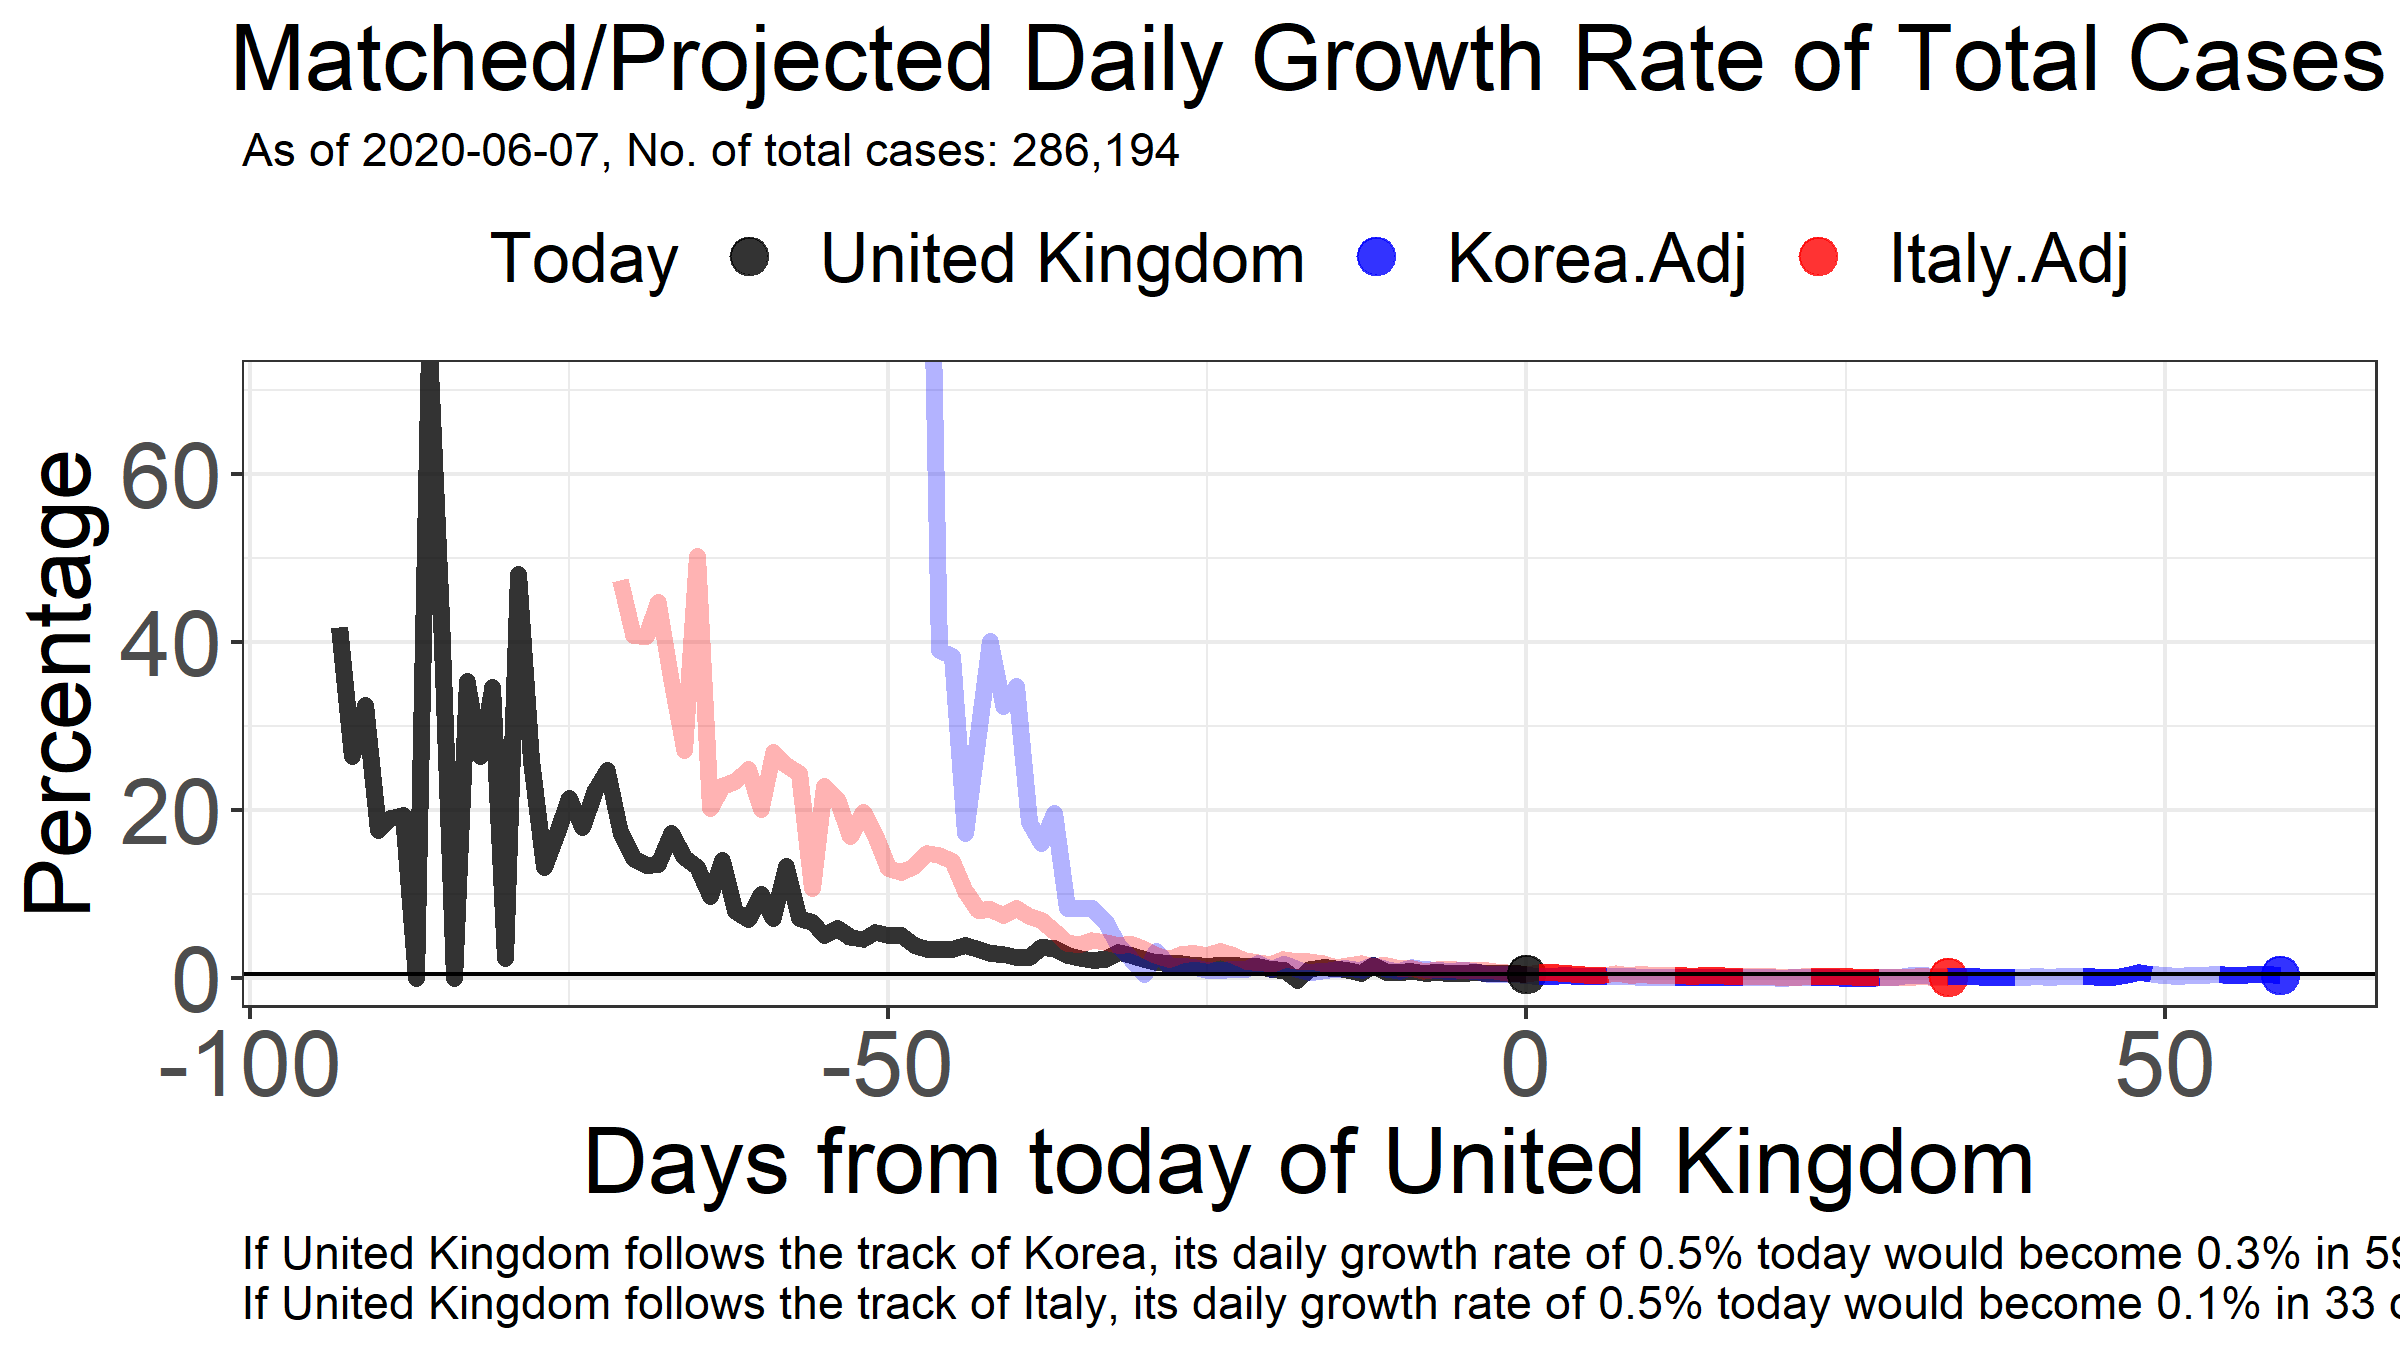 Matched/Projected Daily Growth Rate of Total Cases
As of 2020-06-07, No. of total cases: 286,194
Today United Kingdom Korea.Adj Italy.Adj
Percentage
60
40
20
0
-100 -50 0 50
Days from today of United Kingdom
If United Kingdom follows the track of Korea, its daily growth rate of 0.5% today would become 0.3% in 59
If United Kingdom follows the track of Italy, its daily growth rate of 0.5% today would become 0.1% in 33